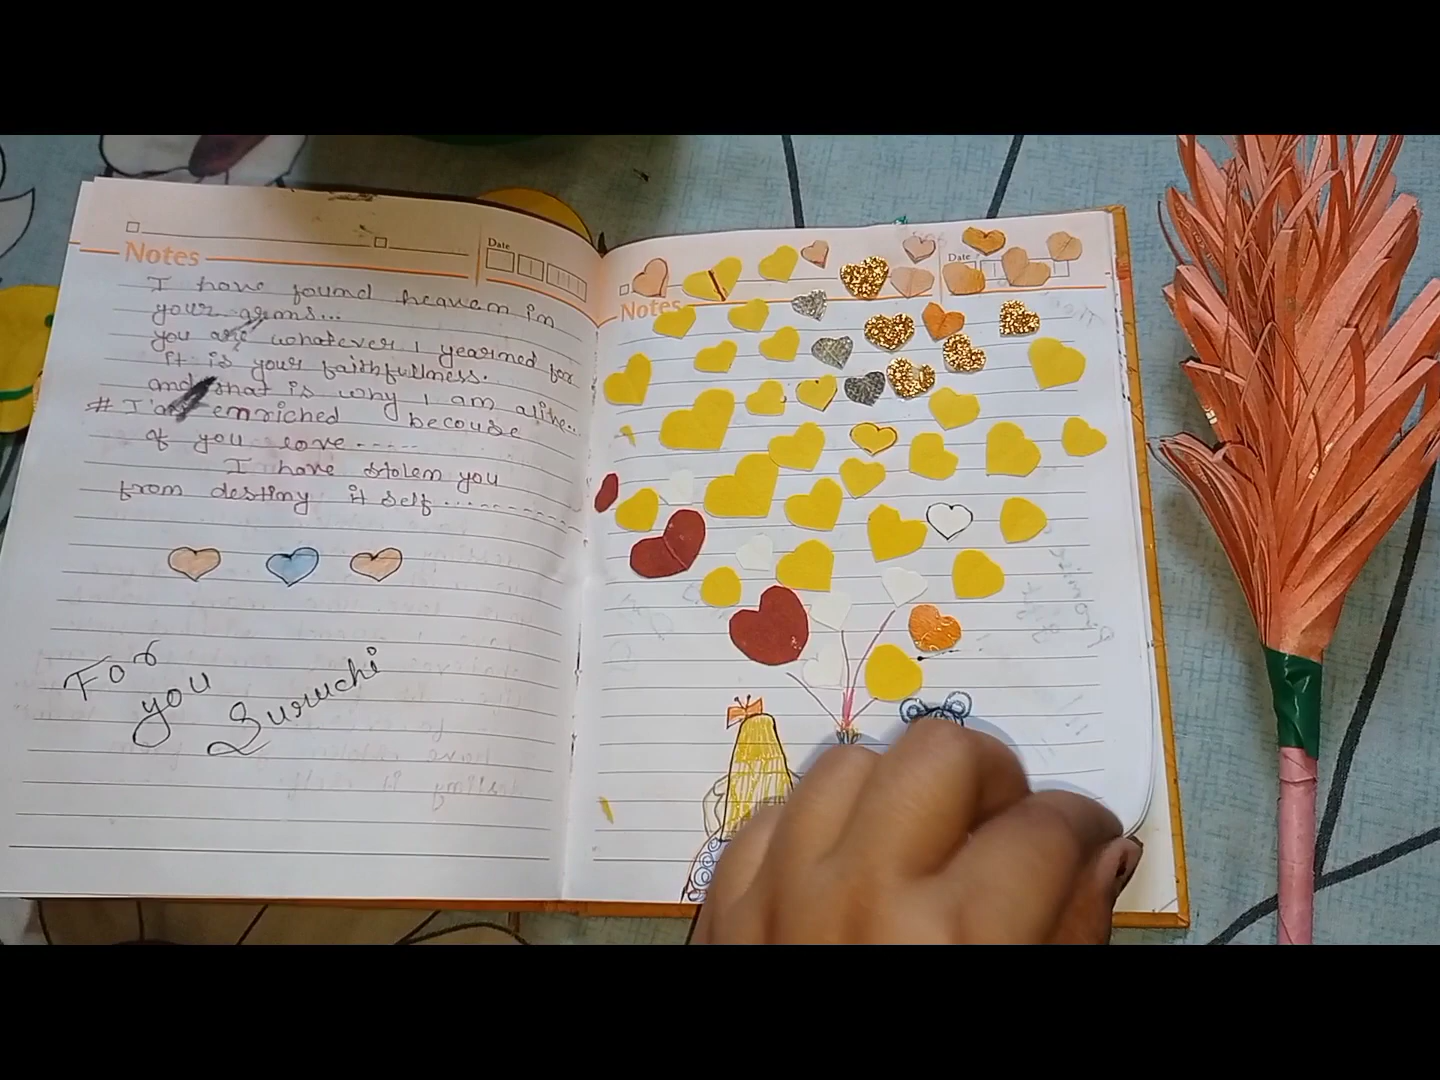 Notes
Date
I have found heaven in
your arms...
you are whatever I yearned for
it is your faithfullness.
and that is why I am alive..
# I am enriched becouse
of you love.....
I have stolen you
from destiny it self.............
For
you
Suruchi
Notes
Date